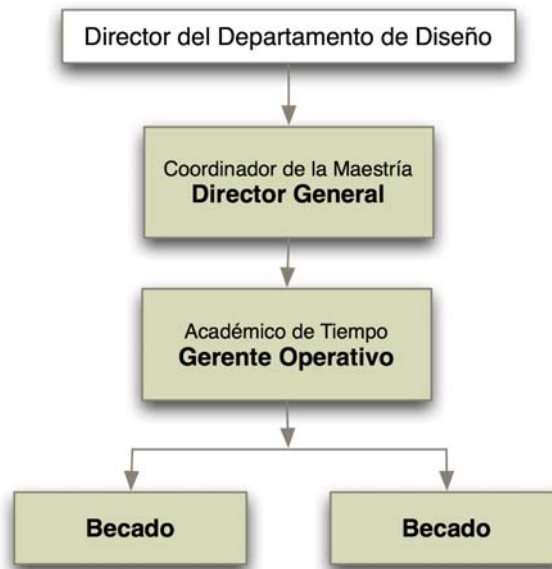 Director del Departamento de Diseño
Coordinador de la Maestría
Director General
Académico de Tiempo
Gerente Operativo
Becado
Becado